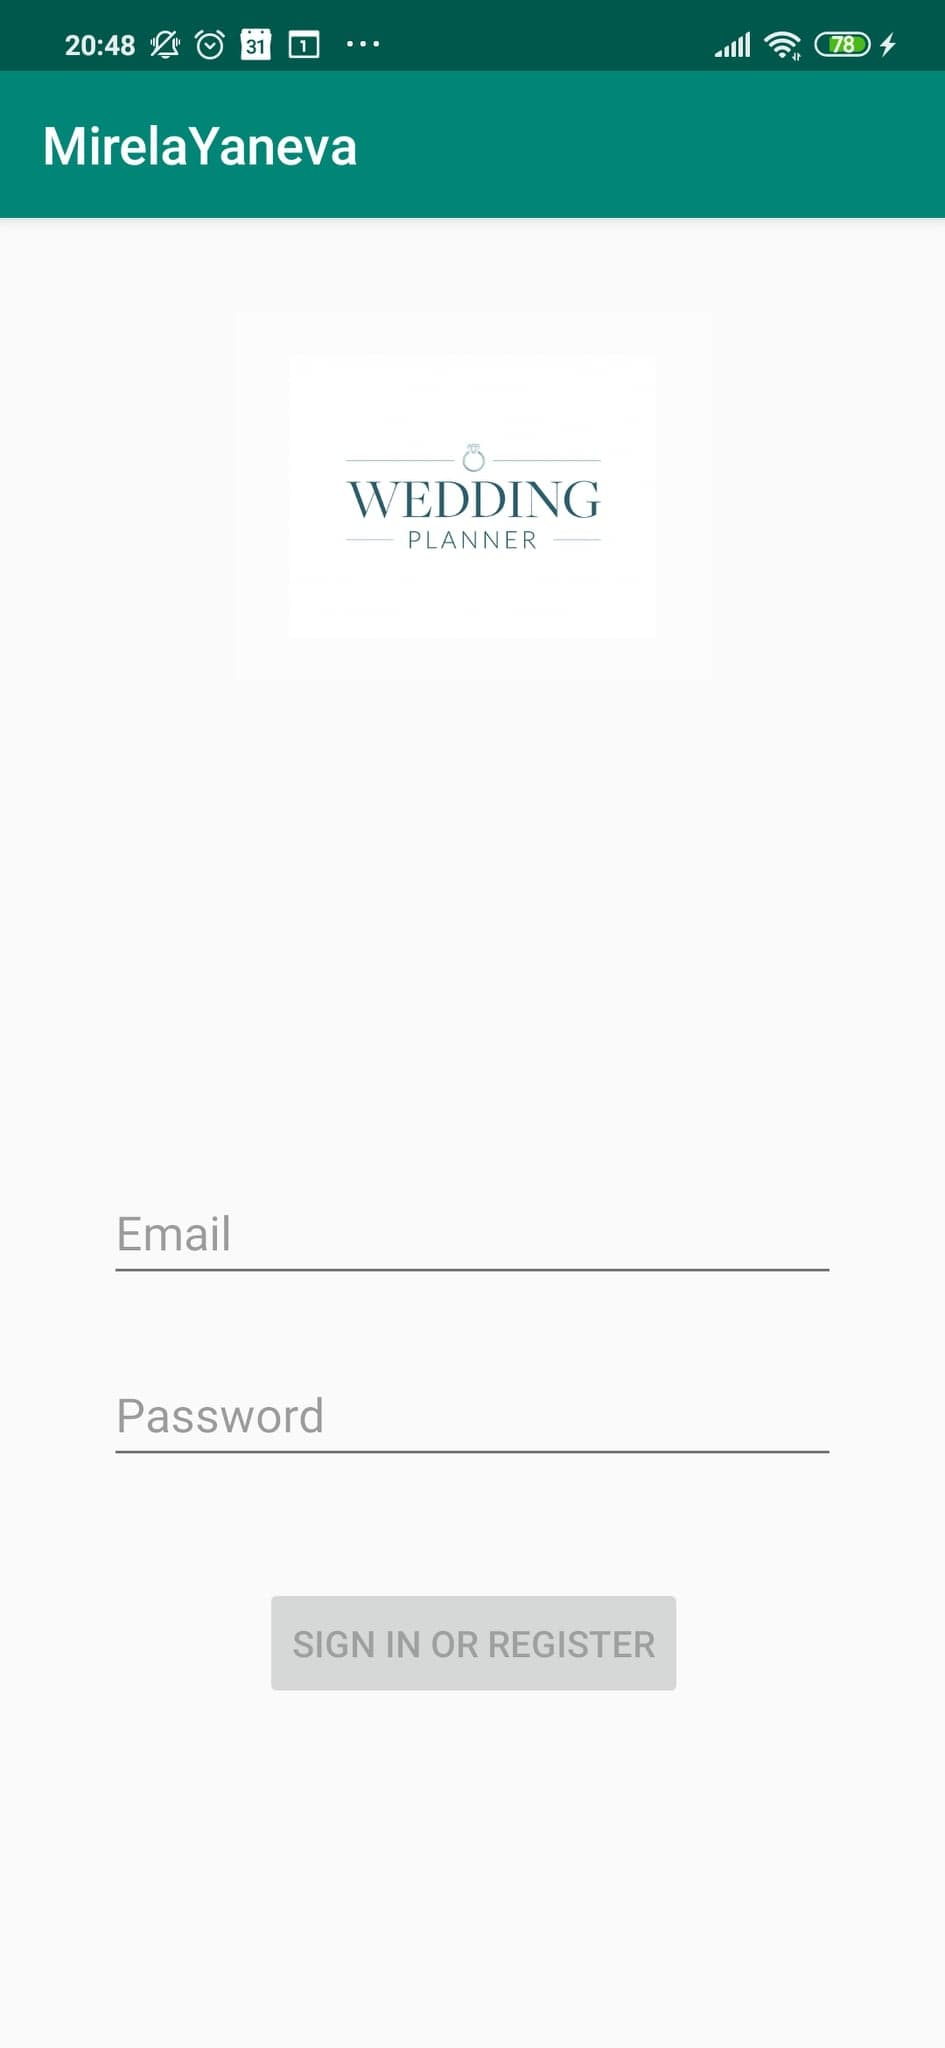 20:48 31 1 ... 78
MirelaYaneva
WEDDING
PLANNER
Email
Password
SIGN IN OR REGISTER